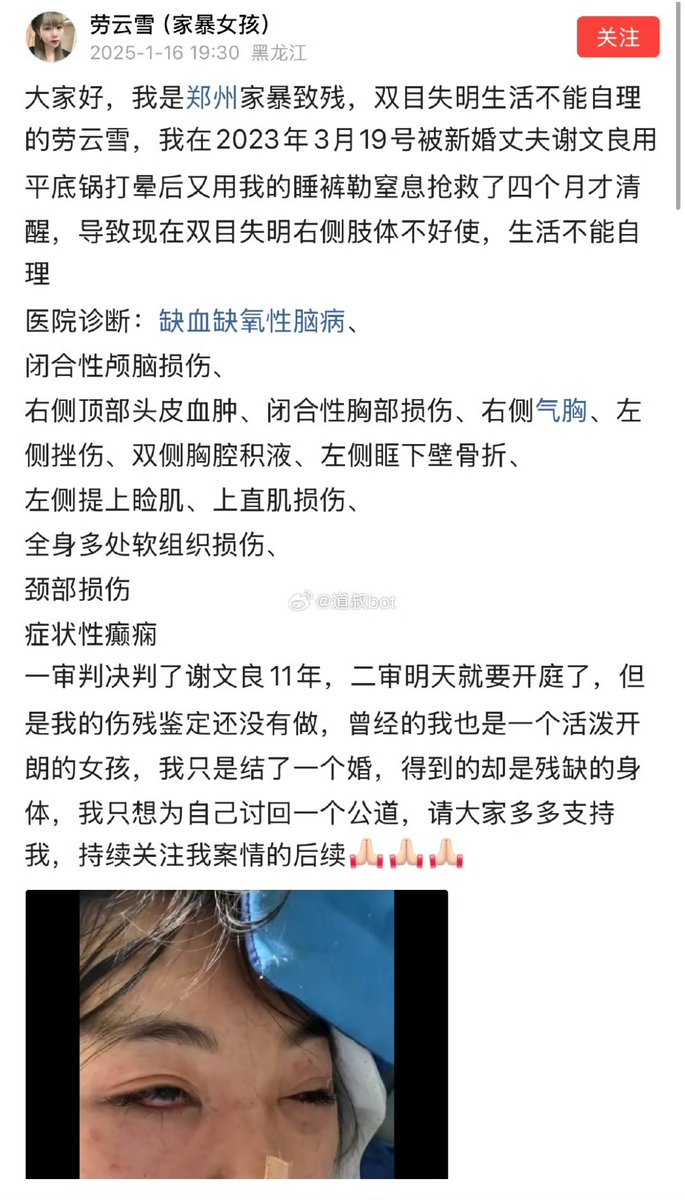 劳云雪（家暴女孩）
2025-1-16 19:30 黑龙江
关注
大家好，我是郑州家暴致残，双目失明生活不能自理
的劳云雪，我在2023年3月19号被新婚丈夫谢文良用
平底锅打晕后又用我的睡裤勒窒息抢救了四个月才清
醒，导致现在双目失明右侧肢体不好使，生活不能自
理
医院诊断：缺血缺氧性脑病、
闭合性颅脑损伤、
右侧顶部头皮血肿、闭合性胸部损伤、右侧气胸、左
侧挫伤、双侧胸腔积液、左侧眶下壁骨折、
左侧提上睑肌、上直肌损伤、
全身多处软组织损伤、
颈部损伤
@道叔bot
症状性癫痫
一审判决判了谢文良11年，二审明天就要开庭了，但
是我的伤残鉴定还没有做，曾经的我也是一个活泼开
朗的女孩，我只是结了一个婚，得到的却是残缺的身
体，我只想为自己讨回一个公道，请大家多多支持
我，持续关注我案情的后续🙏🏻🙏🏻🙏🏻